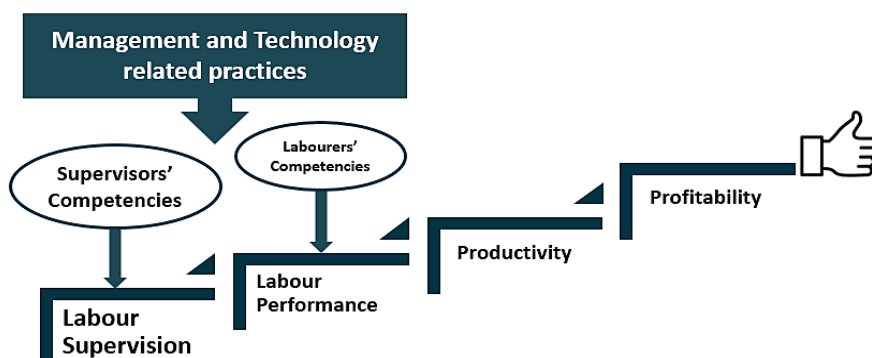 Management and Technology
related practices
Supervisors'
Competencies
Labourers'
Competencies
Labour
Supervision
Labour
Performance
Productivity
Profitability